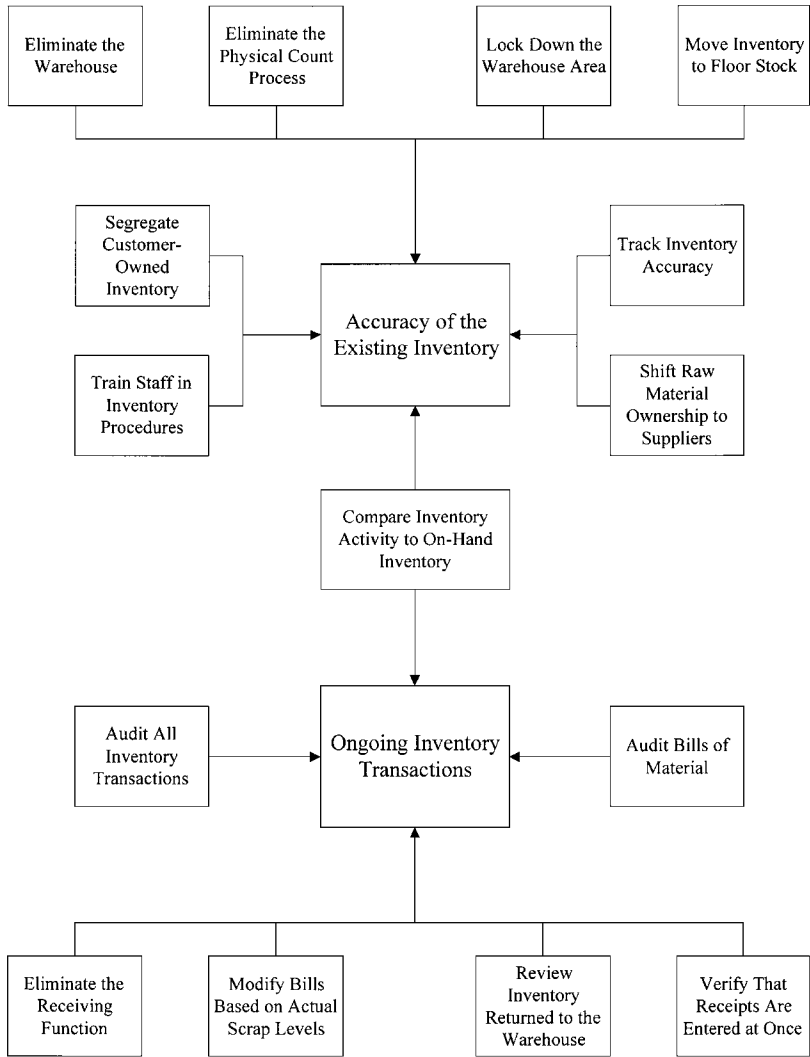 Eliminate the
Warehouse
Eliminate the
Physical Count
Process
Lock Down the
Warehouse Area
Move Inventory
to Floor Stock
Segregate
Customer-
Owned
Inventory
Track Inventory
Accuracy
Accuracy of the
Existing Inventory
Train Staff in
Inventory
Procedures
Shift Raw
Material
Ownership to
Suppliers
Compare Inventory
Activity to On-Hand
Inventory
Audit All
Inventory
Transactions
Ongoing Inventory
Transactions
Audit Bills of
Material
Eliminate the
Receiving
Function
Modify Bills
Based on Actual
Scrap Levels
Review
Inventory
Returned to the
Warehouse
Verify That
Receipts Are
Entered at Once